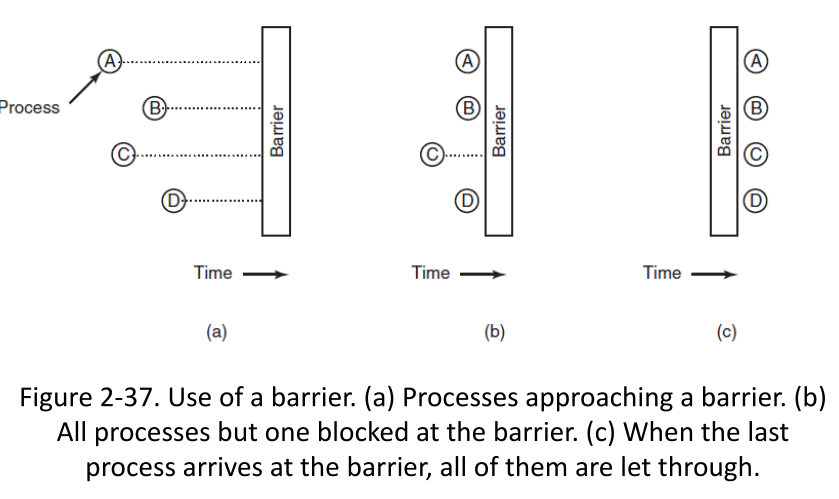 A
B
C
D
Process
Barrier
Time
(a)
A
B
C
D
Barrier
Time
(b)
A
B
C
D
Barrier
Time
(c)
Figure 2-37. Use of a barrier. (a) Processes approaching a barrier. (b)
All processes but one blocked at the barrier. (c) When the last
process arrives at the barrier, all of them are let through.